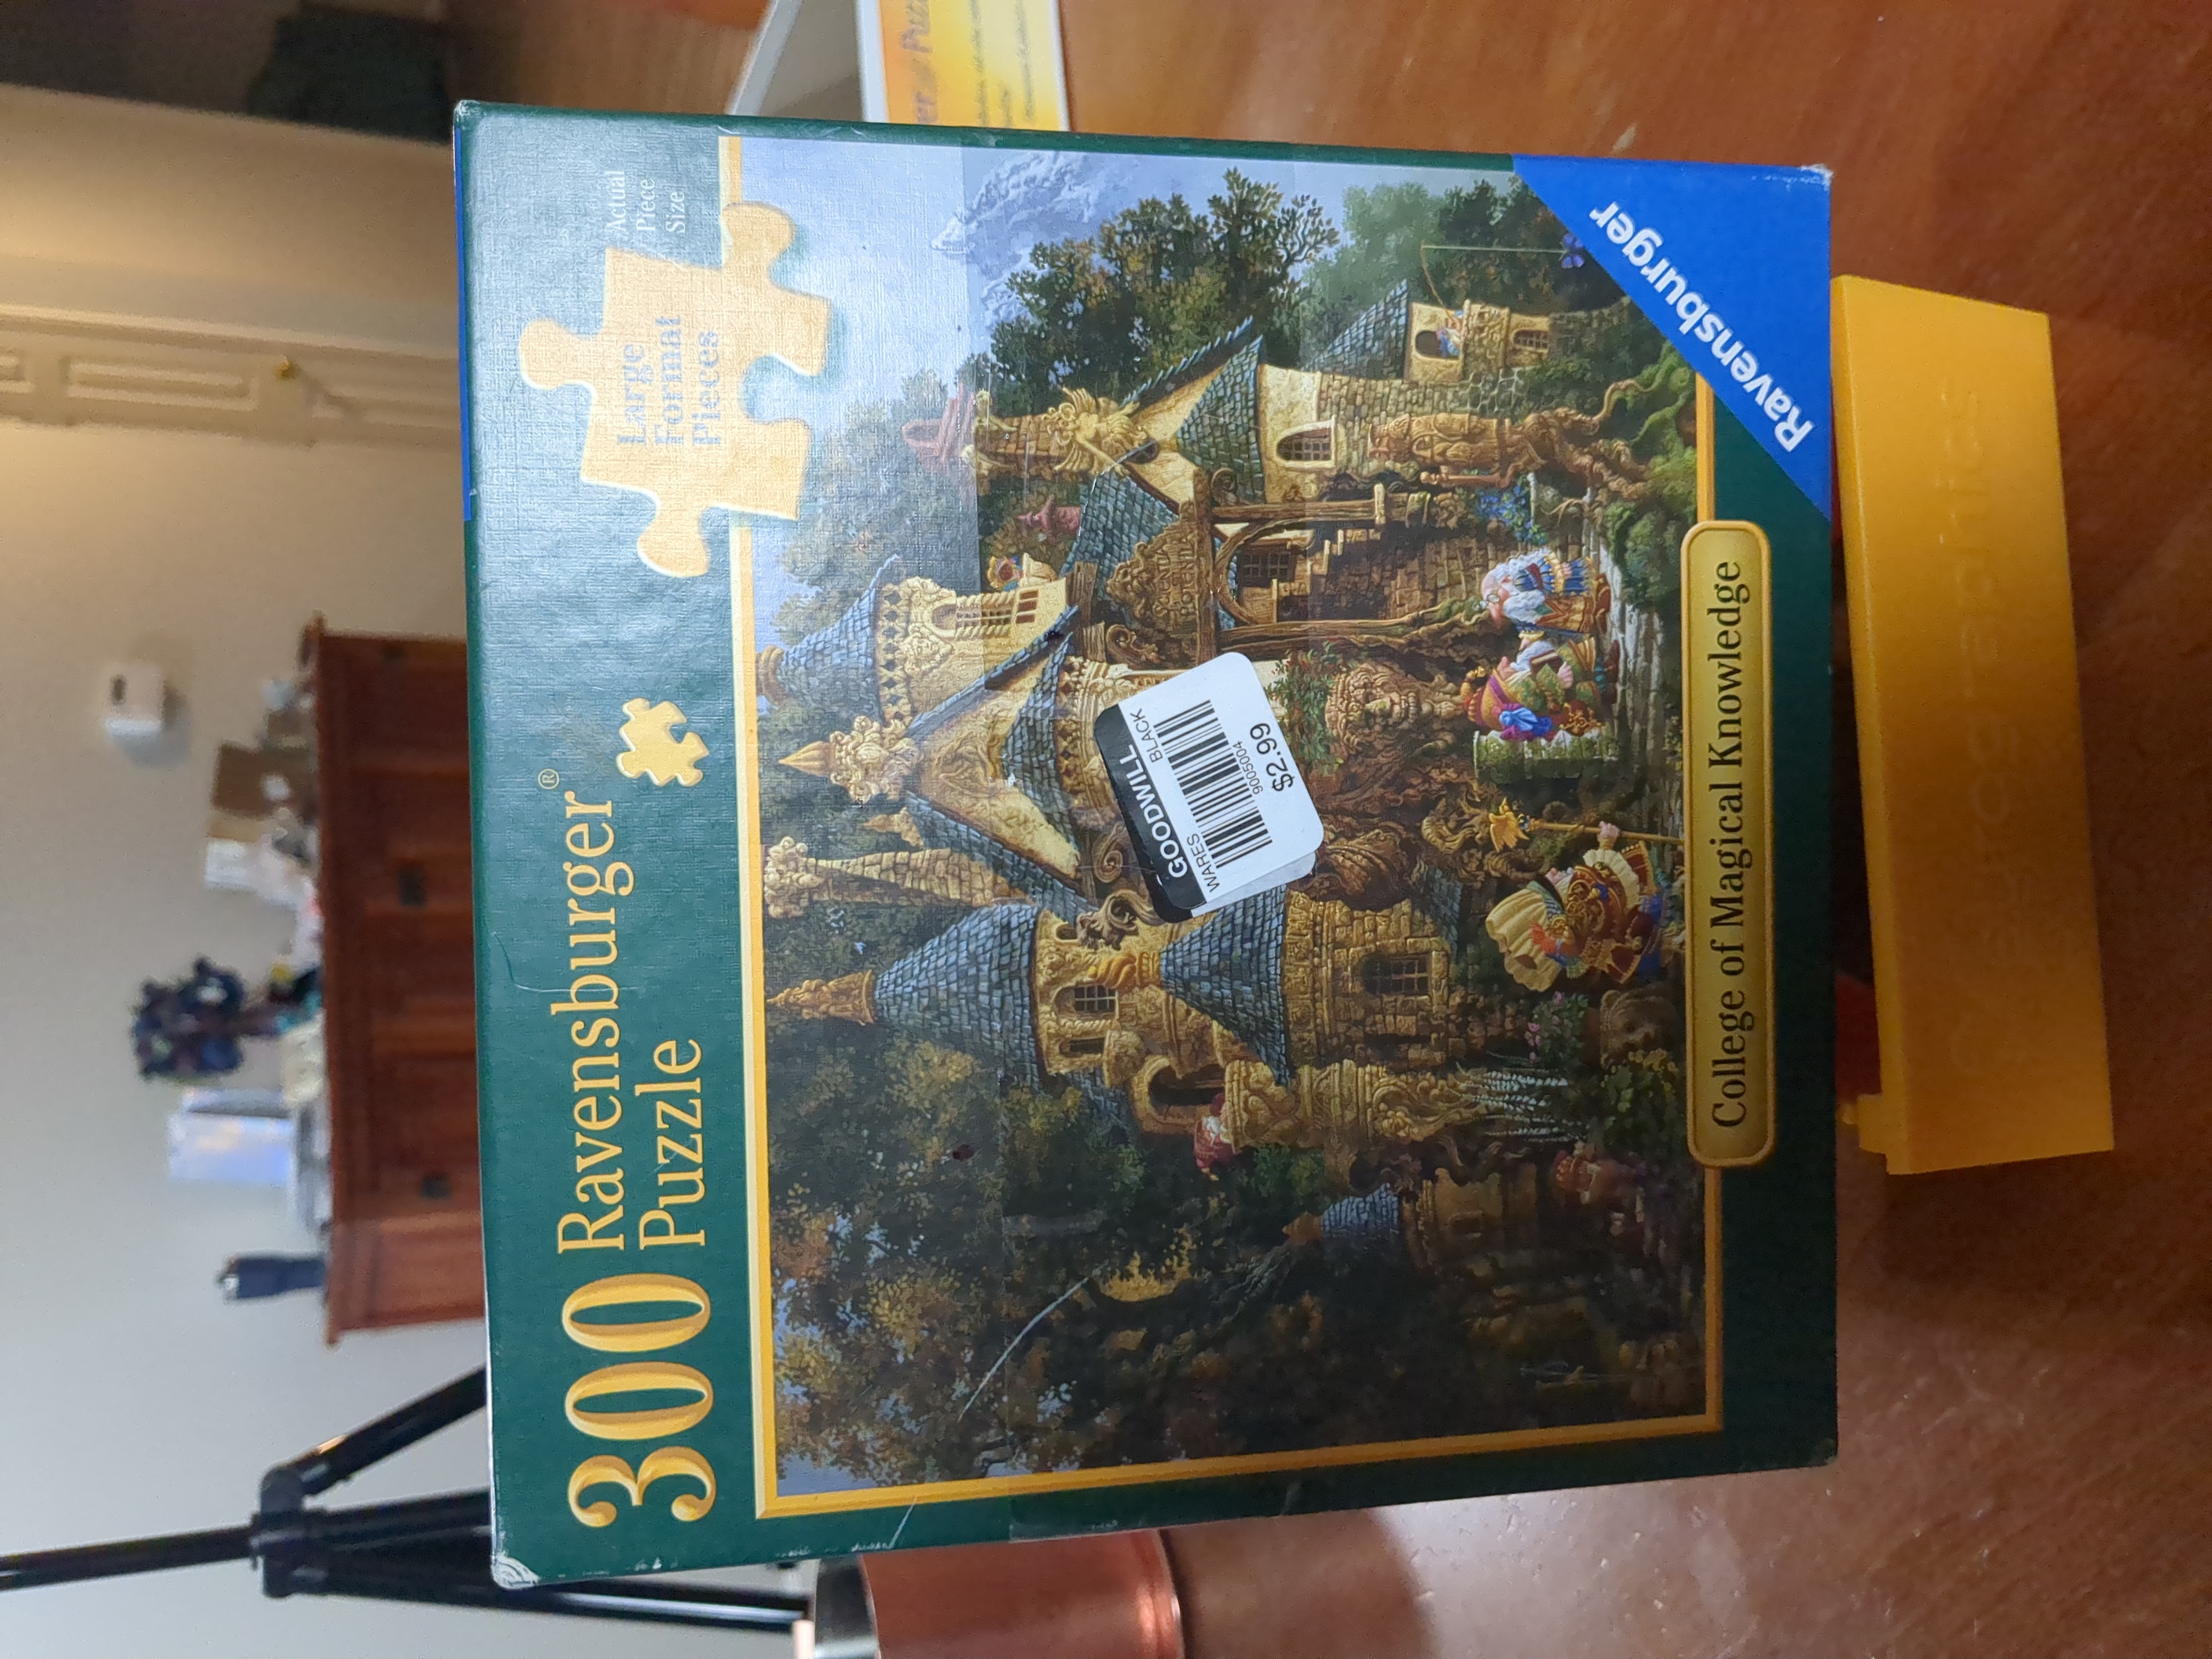 300 Ravensburger®
Puzzle
Large
Format
Pieces
Actual
Piece
Size
GOODWILL
WARES BLACK
90050904
$2.99
Ravensburger
College of Magical Knowledge